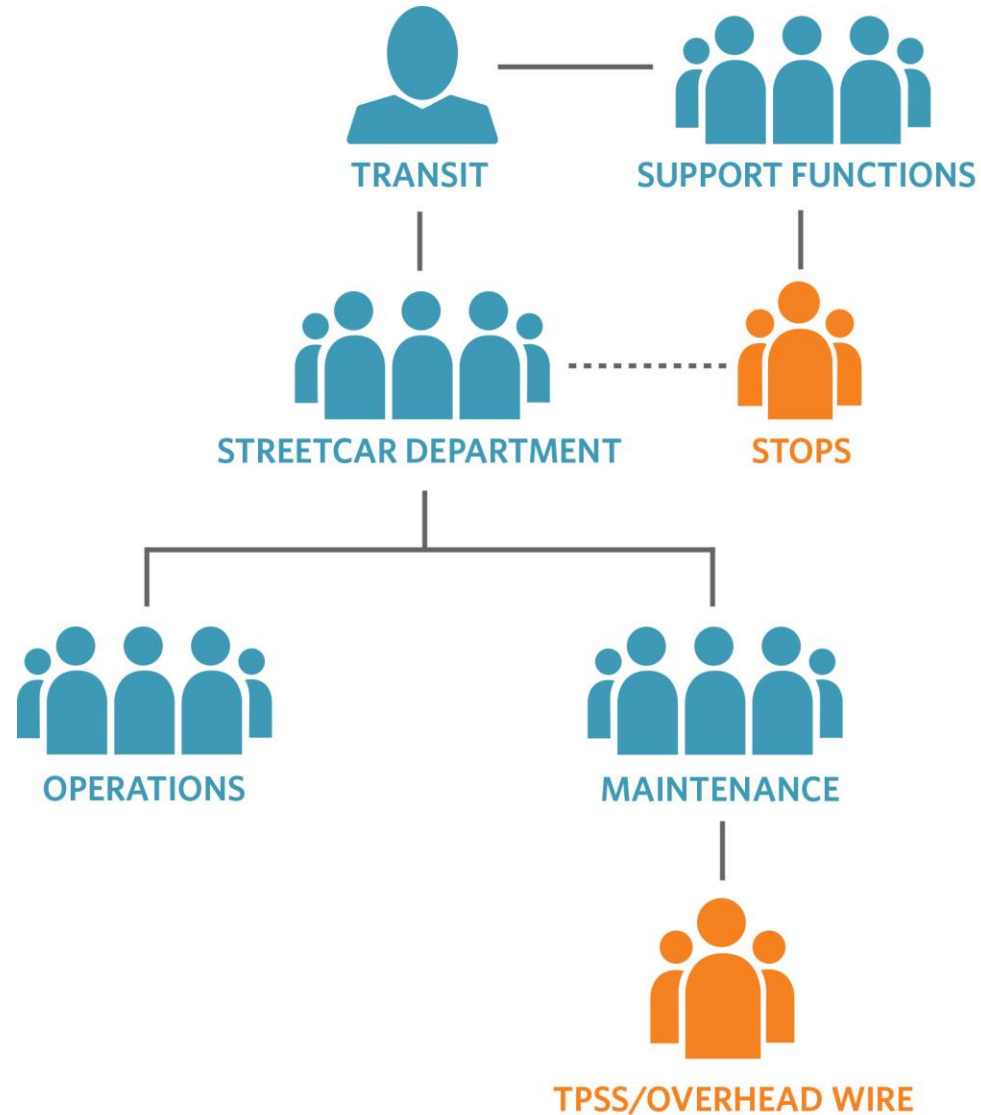 TRANSIT
SUPPORT FUNCTIONS
STREETCAR DEPARTMENT
STOPS
OPERATIONS
MAINTENANCE
TPSS/OVERHEAD WIRE